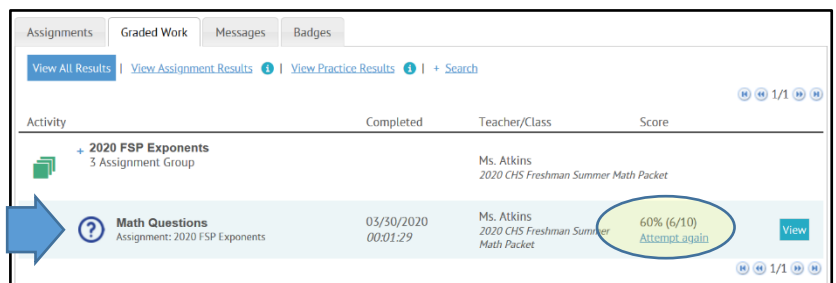 Assignments Graded Work Messages Badges
View All Results | View Assignment Results i | View Practice Results i | + Search
1/1
Activity Completed Teacher/Class Score
+ 2020 FSP Exponents
3 Assignment Group
Ms. Atkins
2020 CHS Freshman Summer Math Packet
? Math Questions
Assignment: 2020 FSP Exponents
03/30/2020
00:01:29
Ms. Atkins
2020 CHS Freshman Summer
Math Packet
60% (6/10)
Attempt again
View
1/1